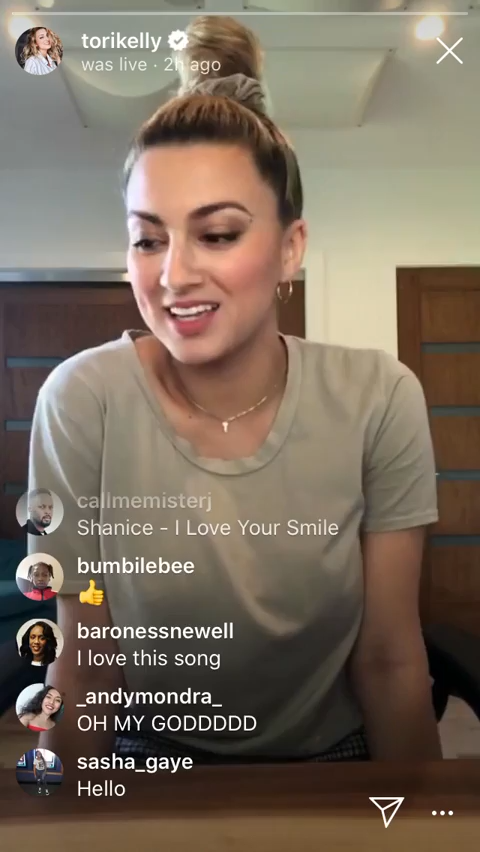 torikelly
was live · 2h ago
callmemisterj
Shanice - I Love Your Smile
bumbilebee
👍
baronessnewell
I love this song
_andymondra_
OH MY GODDDDD
sasha_gaye
Hello